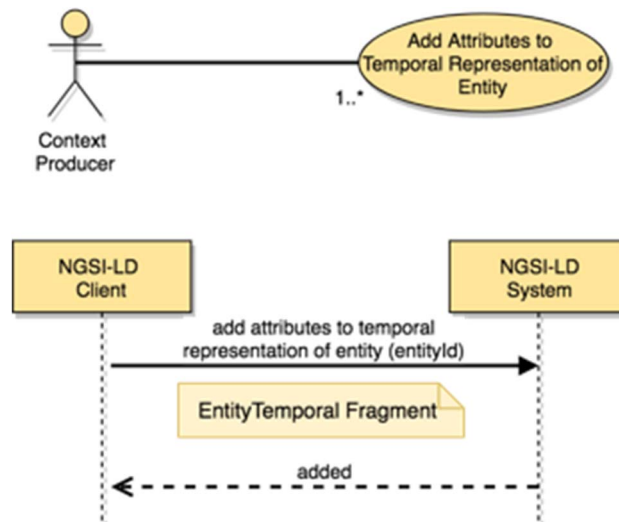 Add Attributes to
Temporal Representation of
Entity
1..*
Context
Producer
NGSI-LD
Client
NGSI-LD
System
add attributes to temporal
representation of entity (entityId)
EntityTemporal Fragment
added